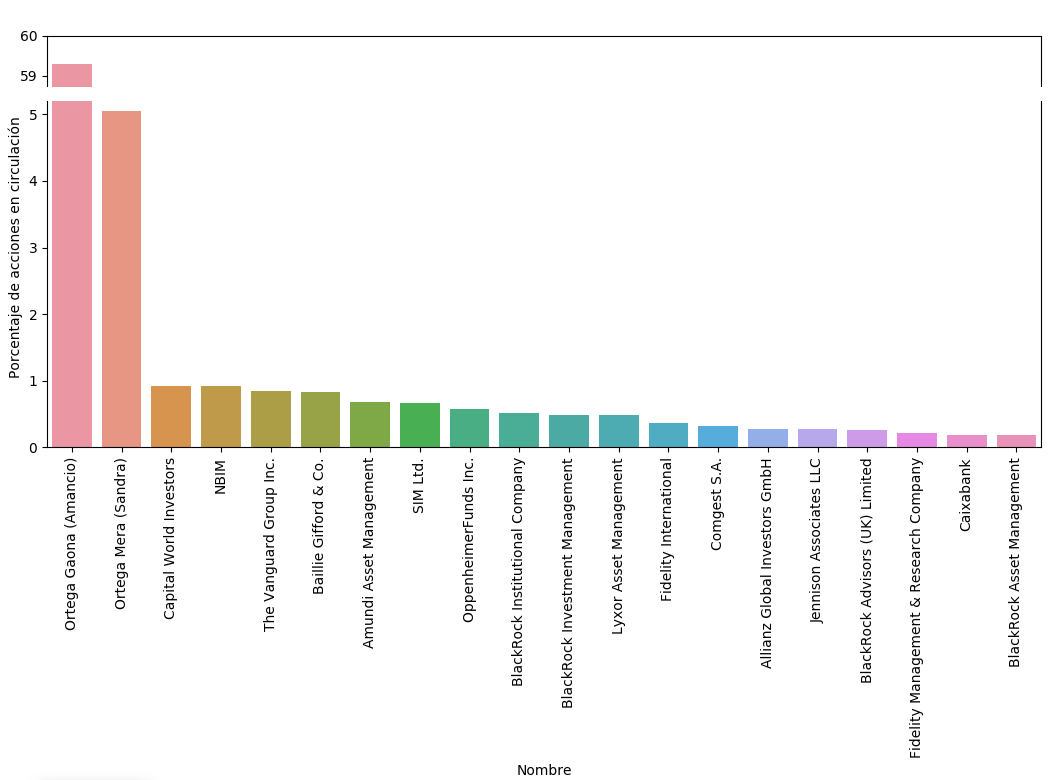 60
59
5
4
3
2
1
0
Porcentaje de acciones en circulación
Ortega Gaona (Amancio)
Ortega Mera (Sandra)
Capital World Investors
NBIM
The Vanguard Group Inc.
Baillie Gifford & Co.
Amundi Asset Management
SIM Ltd.
OppenheimerFunds Inc.
BlackRock Institutional Company
BlackRock Investment Management
Lyxor Asset Management
Fidelity International
Comgest S.A.
Allianz Global Investors GmbH
Jennison Associates LLC
BlackRock Advisors (UK) Limited
Fidelity Management & Research Company
Caixabank
BlackRock Asset Management
Nombre